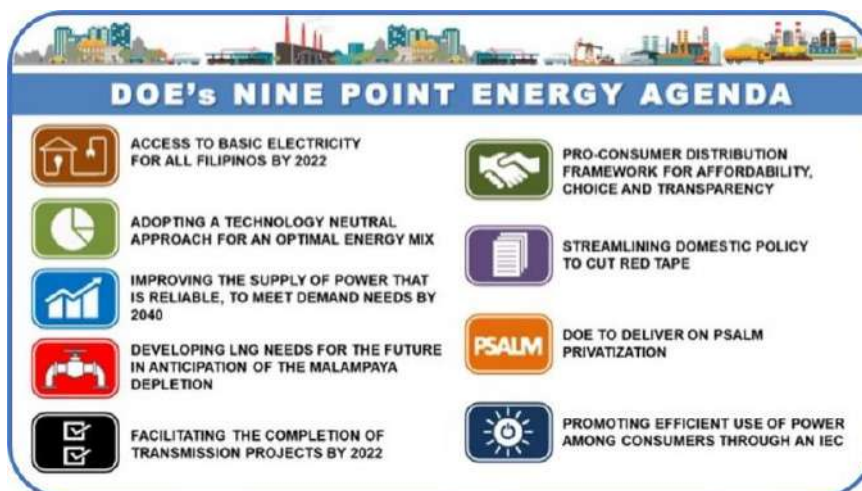 DOE's NINE POINT ENERGY AGENDA
ACCESS TO BASIC ELECTRICITY
FOR ALL FILIPINOS BY 2022
ADOPTING A TECHNOLOGY NEUTRAL
APPROACH FOR AN OPTIMAL ENERGY MIX
IMPROVING THE SUPPLY OF POWER THAT
IS RELIABLE, TO MEET DEMAND NEEDS BY
2040
DEVELOPING LNG NEEDS FOR THE FUTURE
IN ANTICIPATION OF THE MALAMPAYA
DEPLETION
FACILITATING THE COMPLETION OF
TRANSMISSION PROJECTS BY 2022
PRO-CONSUMER DISTRIBUTION
FRAMEWORK FOR AFFORDABILITY,
CHOICE AND TRANSPARENCY
STREAMLINING DOMESTIC POLICY
TO CUT RED TAPE
PSALM
DOE TO DELIVER ON PSALM
PRIVATIZATION
PROMOTING EFFICIENT USE OF POWER
AMONG CONSUMERS THROUGH AN IEC